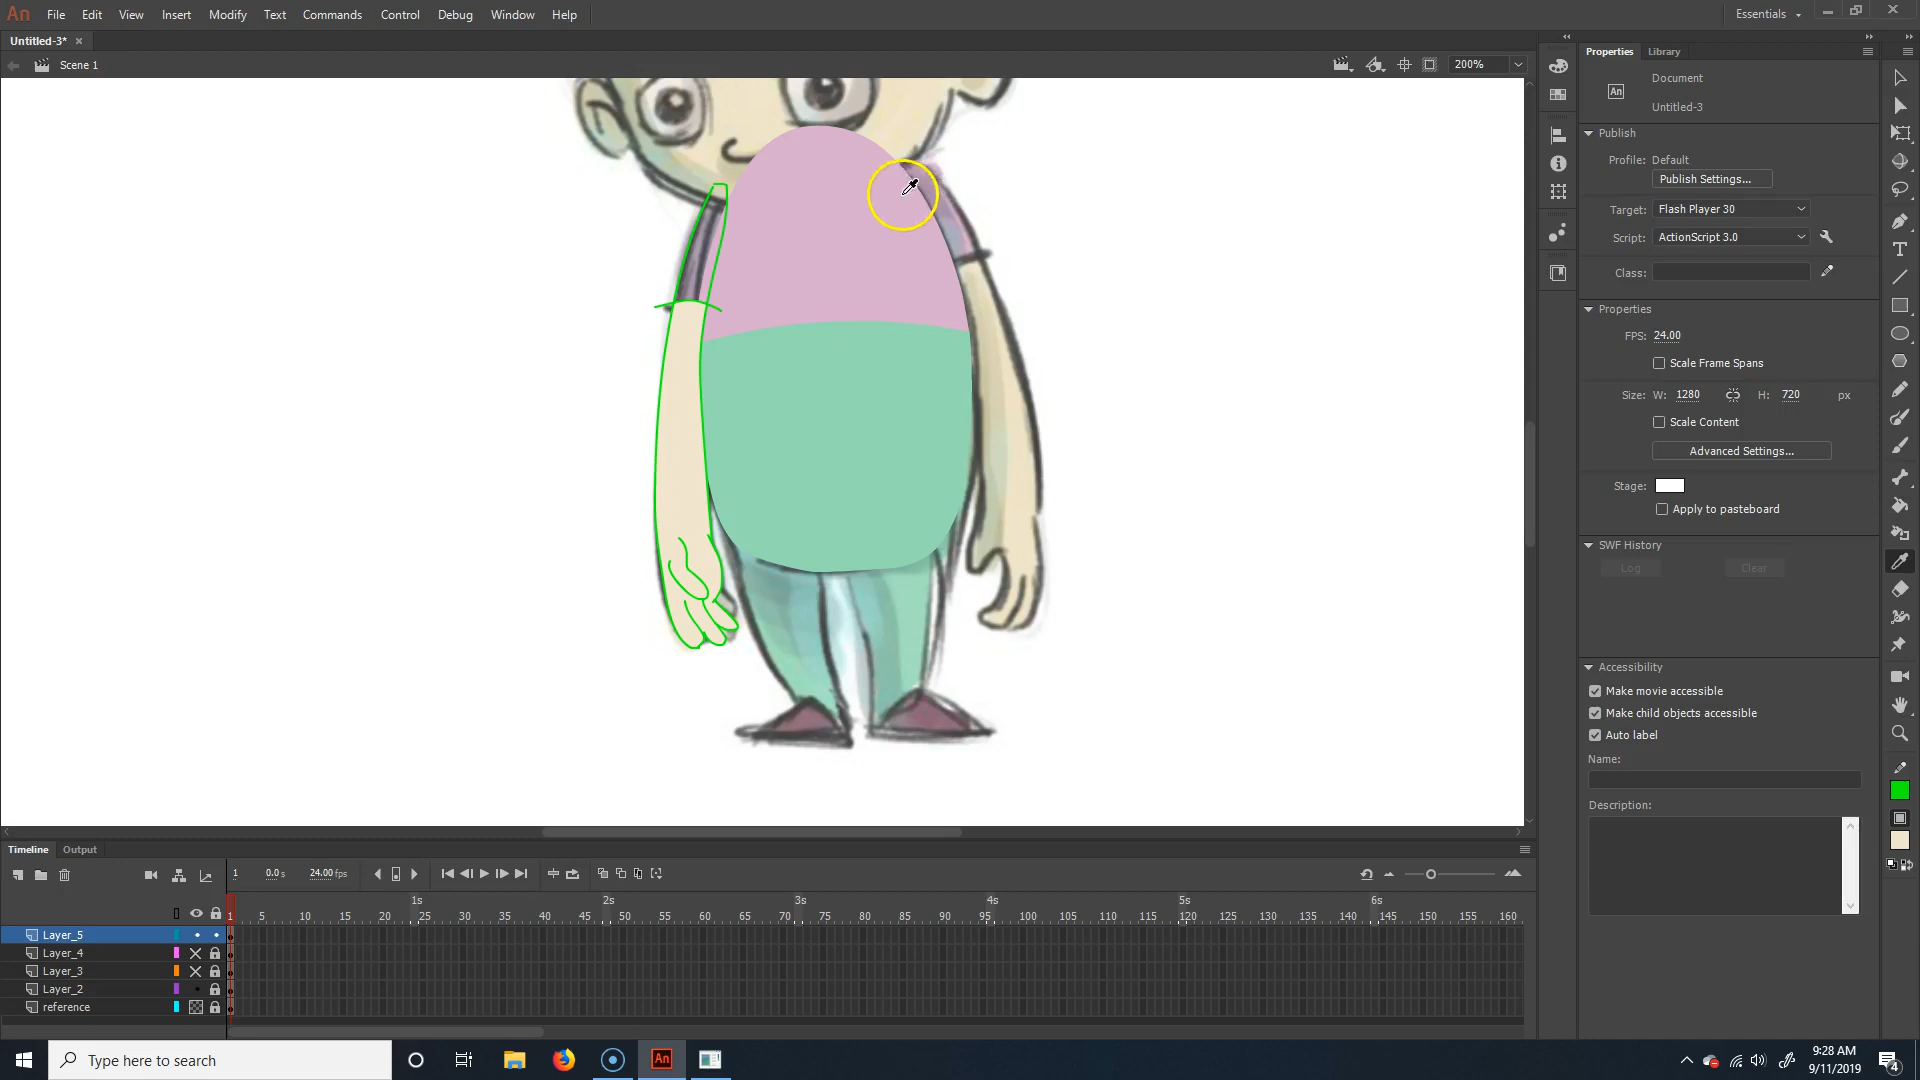 An File Edit View Insert Modify Text Commands Control Debug Window Help Essentials
Untitled-3* ×
Scene 1 200%
Properties Library
Document
An Untitled-3
Publish
Profile: Default
Publish Settings...
Target: Flash Player 30
Script: ActionScript 3.0
Class:
Properties
FPS: 24.00
Scale Frame Spans
Size: W: 1280 H: 720 px
Scale Content
Advanced Settings...
Stage:
Apply to pasteboard
SWF History
Log Clear
Accessibility
Make movie accessible
Make child objects accessible
Auto label
Name:
Description:
Timeline Output
1 0.0 s 24.00 fps
1s 2s 3s 4s 5s 6s
1 5 10 15 20 25 30 35 40 45 50 55 60 65 70 75 80 85 90 95 100 105 110 115 120 125 130 135 140 145 150 155 160
Layer_5
Layer_4
Layer_3
Layer_2
reference
Type here to search
An
9:28 AM
9/11/2019
4